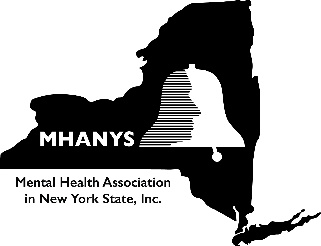 MHANYS
Mental Health Association
in New York State, Inc.